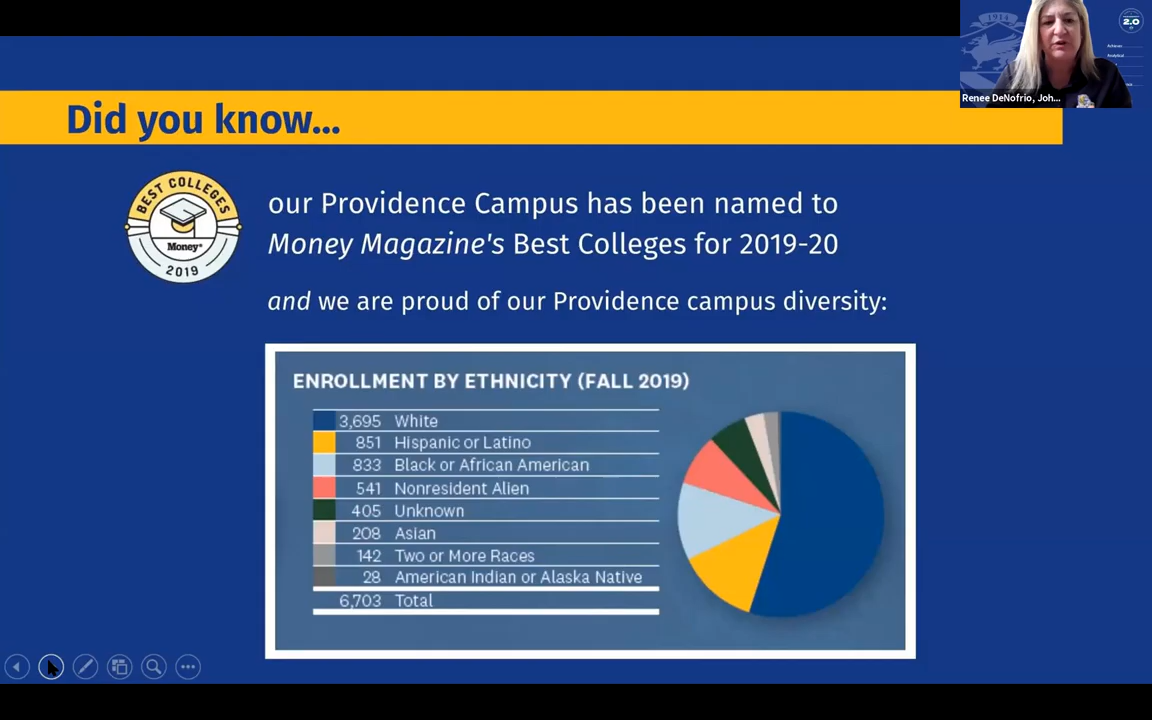 1914
2.0
Renee DeNofrio, Joh...
Did you know...
BEST COLLEGES
Money
2019
our Providence Campus has been named to
Money Magazine's Best Colleges for 2019-20
and we are proud of our Providence campus diversity:
ENROLLMENT BY ETHNICITY (FALL 2019)
3,695 White
851 Hispanic or Latino
833 Black or African American
541 Nonresident Alien
405 Unknown
208 Asian
142 Two or More Races
28 American Indian or Alaska Native
6,703 Total